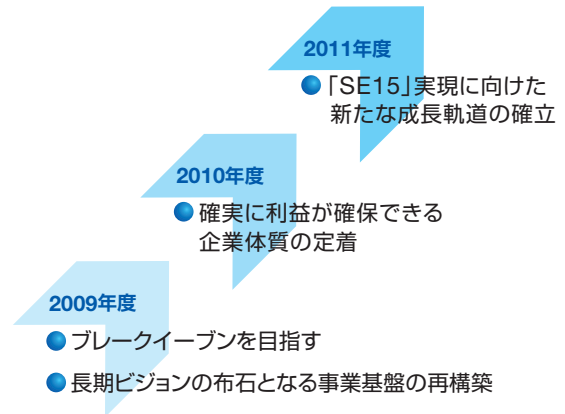 2011年度
「SE15」実現に向けた
新たな成長軌道の確立
2010年度
確実に利益が確保できる
企業体質の定着
2009年度
ブレークイーブンを目指す
長期ビジョンの布石となる事業基盤の再構築